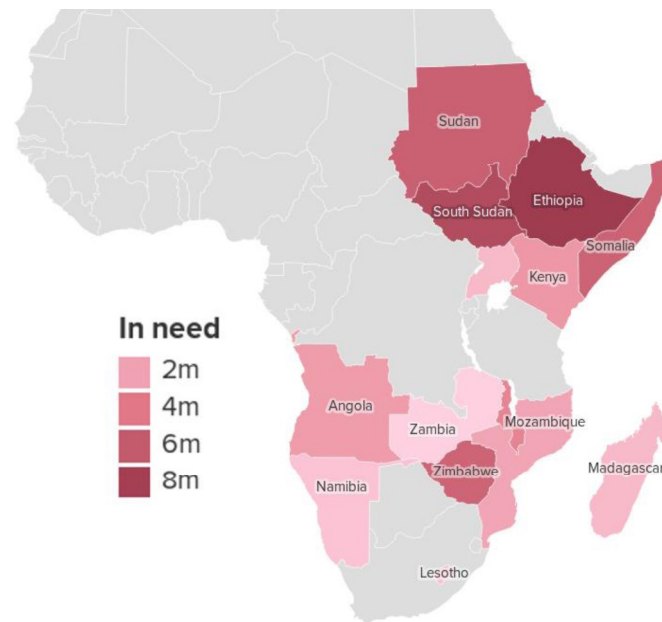 Sudan
South Sudan
Ethiopia
Somalia
Kenya
In need
2m
4m
6m
8m
Angola
Zambia
Mozambique
Zimbabwe
Madagascar
Namibia
Lesotho